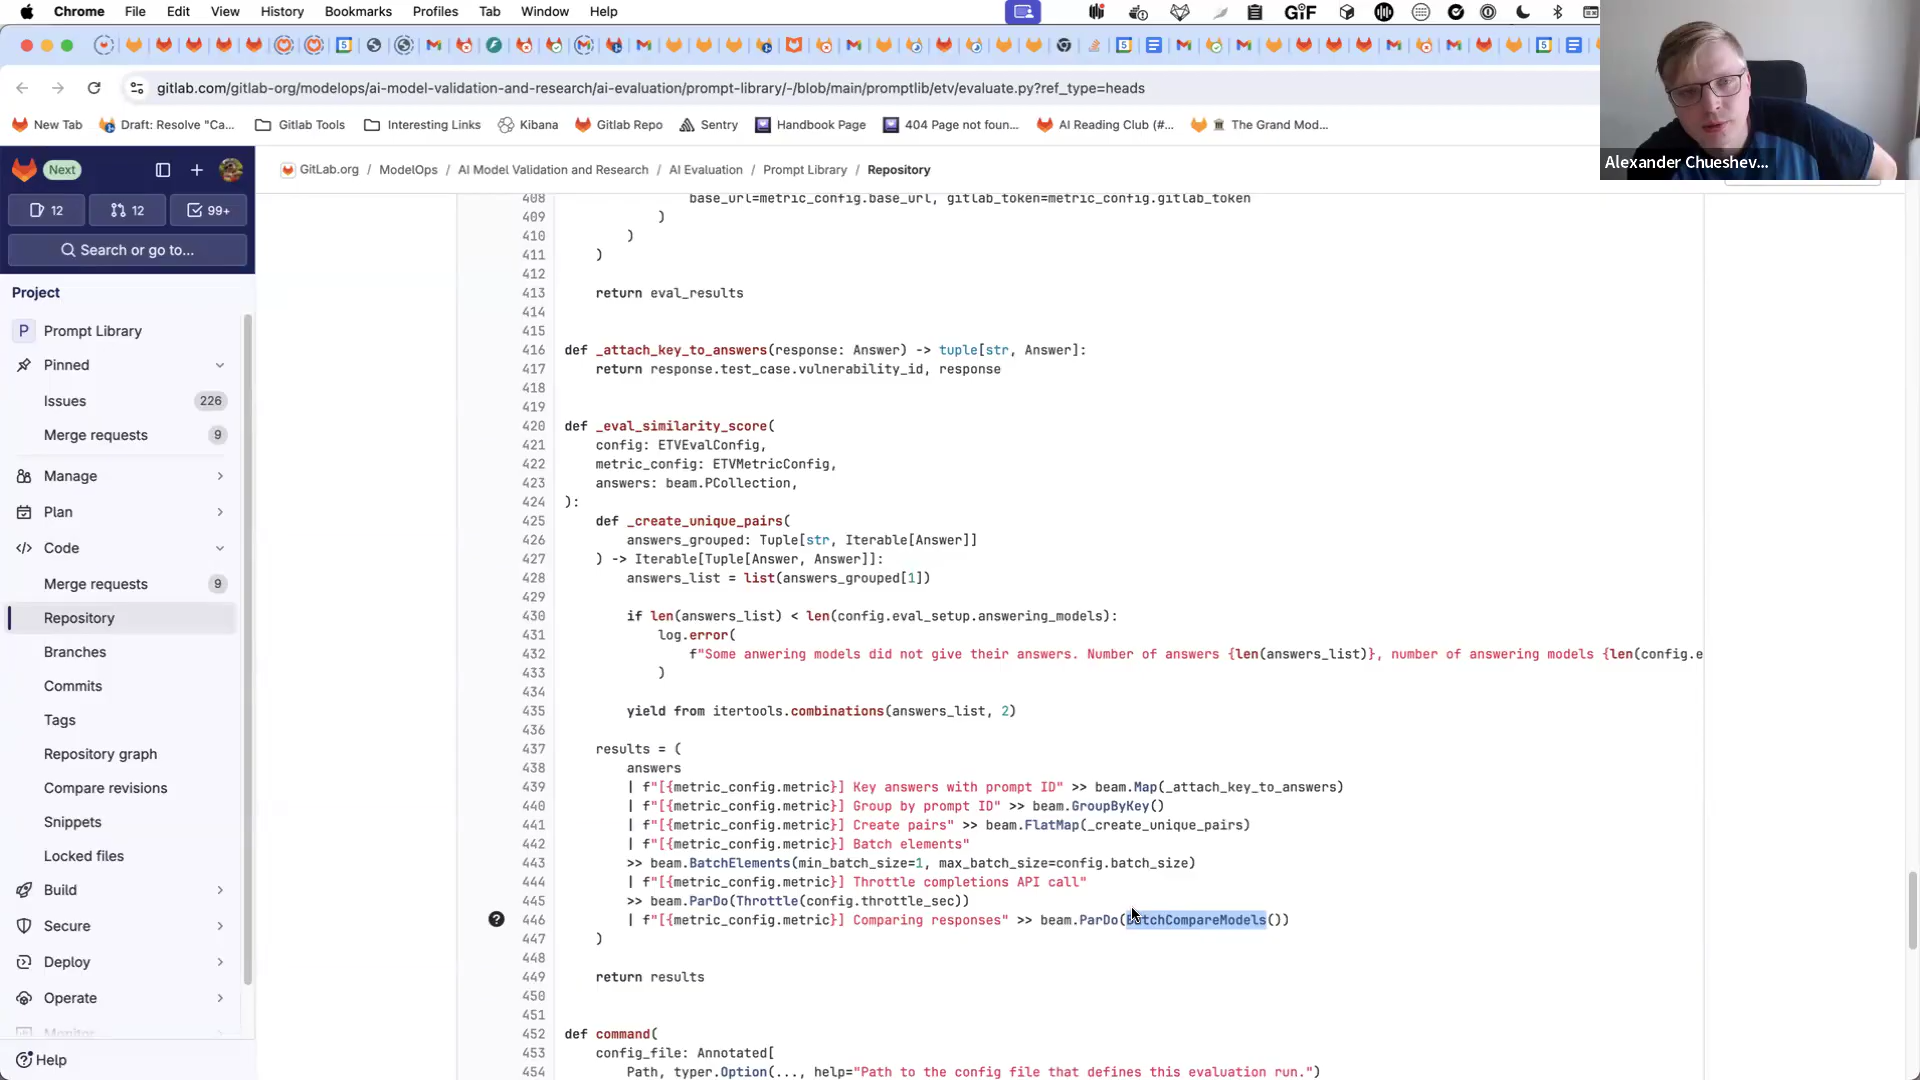 Chrome File Edit View History Bookmarks Profiles Tab Window Help
GIF
gitlab.com/gitlab-org/modelops/ai-model-validation-and-research/ai-evaluation/prompt-library/-/blob/main/promptlib/etv/evaluate.py?ref_type=heads
New Tab Draft: Resolve "Ca... Gitlab Tools Interesting Links Kibana Gitlab Repo Sentry Handbook Page 404 Page not foun... AI Reading Club (#... The Grand Mod...
Alexander Chueshev...
Next
12 12 99+
Search or go to...
Project
P Prompt Library
Pinned
Issues 226
Merge requests 9
Manage
Plan
Code
Merge requests 9
Repository
Branches
Commits
Tags
Repository graph
Compare revisions
Snippets
Locked files
Build
Secure
Deploy
Operate
Monitor
Help
GitLab.org / ModelOps / AI Model Validation and Research / AI Evaluation / Prompt Library / Repository
408 base_url=metric_config.base_url, gitlab_token=metric_config.gitlab_token
409 )
410 )
411 )
412
413 return eval_results
414
415
416 def _attach_key_to_answers(response: Answer) -> tuple[str, Answer]:
417 return response.test_case.vulnerability_id, response
418
419
420 def _eval_similarity_score(
421 config: ETVEvalConfig,
422 metric_config: ETVMetricConfig,
423 answers: beam.PCollection,
424 ):
425 def _create_unique_pairs(
426 answers_grouped: Tuple[str, Iterable[Answer]]
427 ) -> Iterable[Tuple[Answer, Answer]]:
428 answers_list = list(answers_grouped[1])
429
430 if len(answers_list) < len(config.eval_setup.answering_models):
431 log.error(
432 f"Some anwering models did not give their answers. Number of answers {len(answers_list)}, number of answering models {len(config.e
433 )
434
435 yield from itertools.combinations(answers_list, 2)
436
437 results = (
438 answers
439 | f"[{metric_config.metric}] Key answers with prompt ID" >> beam.Map(_attach_key_to_answers)
440 | f"[{metric_config.metric}] Group by prompt ID" >> beam.GroupByKey()
441 | f"[{metric_config.metric}] Create pairs" >> beam.FlatMap(_create_unique_pairs)
442 | f"[{metric_config.metric}] Batch elements"
443 >> beam.BatchElements(min_batch_size=1, max_batch_size=config.batch_size)
444 | f"[{metric_config.metric}] Throttle completions API call"
445 >> beam.ParDo(Throttle(config.throttle_sec))
446 | f"[{metric_config.metric}] Comparing responses" >> beam.ParDo(BatchCompareModels())
447 )
448
449 return results
450
451
452 def command(
453 config_file: Annotated[
454 Path, typer.Option(..., help="Path to the config file that defines this evaluation run.")